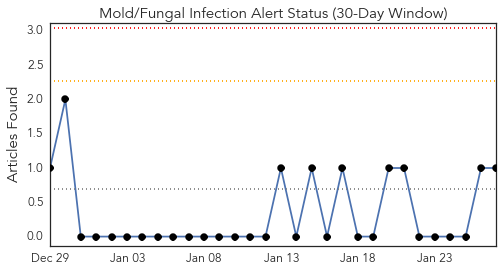 Mold/Fungal Infection Alert Status (30-Day Window)
Articles Found
3.0
2.5
2.0
1.5
1.0
0.5
0.0
Dec 29 Jan 03 Jan 08 Jan 13 Jan 18 Jan 23